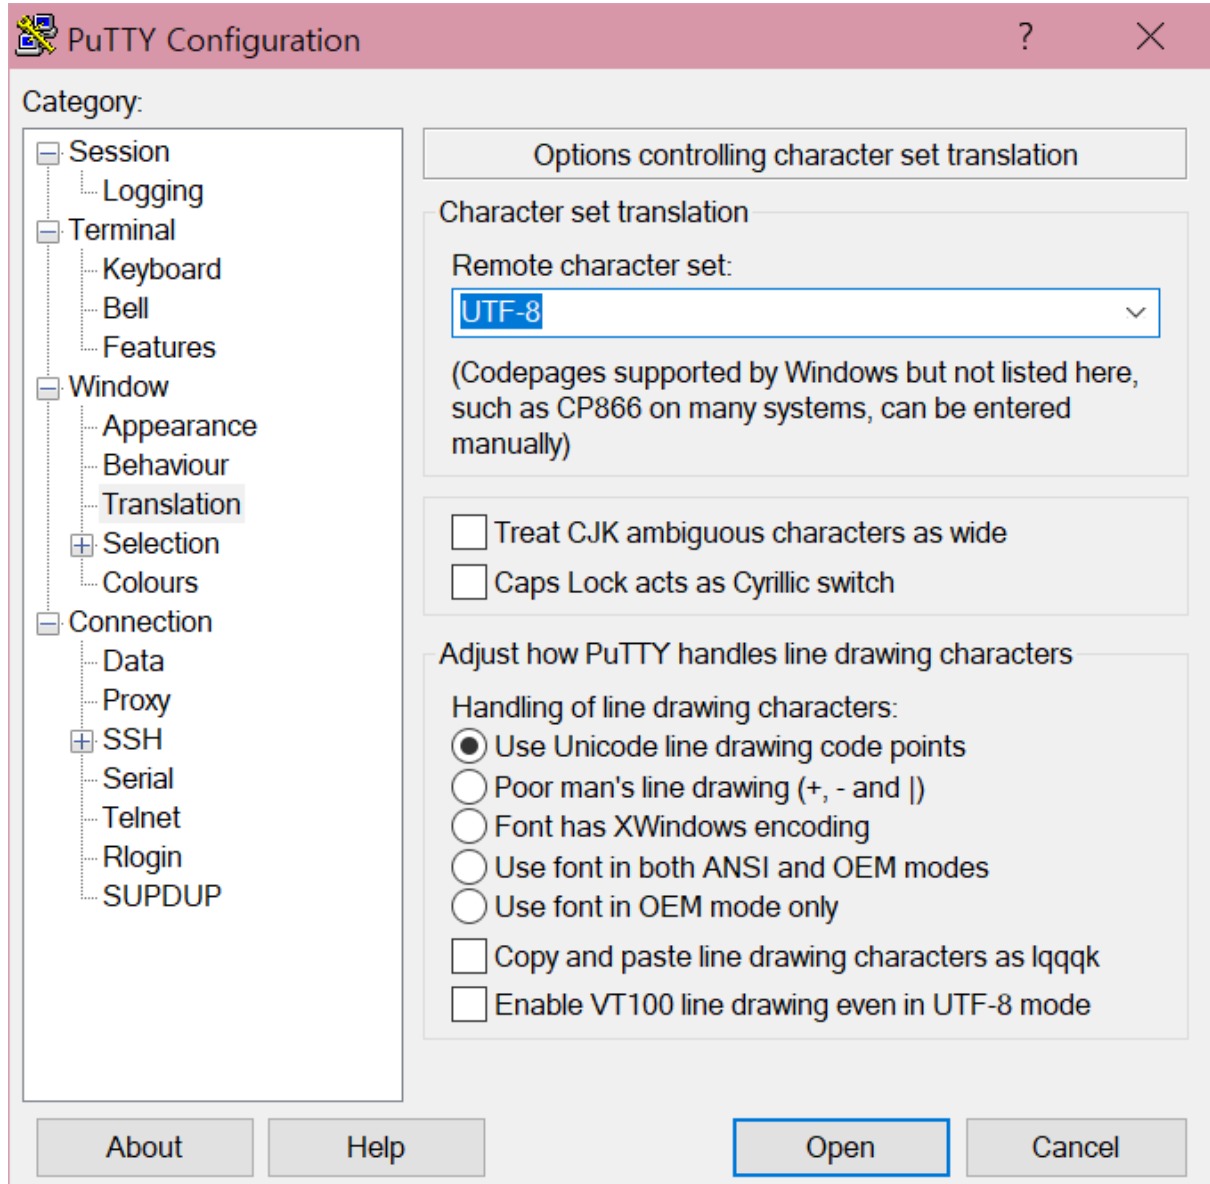 PuTTY Configuration
Category:
Session
Logging
Terminal
Keyboard
Bell
Features
Window
Appearance
Behaviour
Translation
Selection
Colours
Connection
Data
Proxy
SSH
Serial
Telnet
Rlogin
SUPDUP
Options controlling character set translation
Character set translation
Remote character set:
UTF-8
(Codepages supported by Windows but not listed here,
such as CP866 on many systems, can be entered
manually)
Treat CJK ambiguous characters as wide
Caps Lock acts as Cyrillic switch
Adjust how PuTTY handles line drawing characters
Handling of line drawing characters:
Use Unicode line drawing code points
Poor man's line drawing (+, - and |)
Font has XWindows encoding
Use font in both ANSI and OEM modes
Use font in OEM mode only
Copy and paste line drawing characters as lqqqk
Enable VT100 line drawing even in UTF-8 mode
About
Help
Open
Cancel